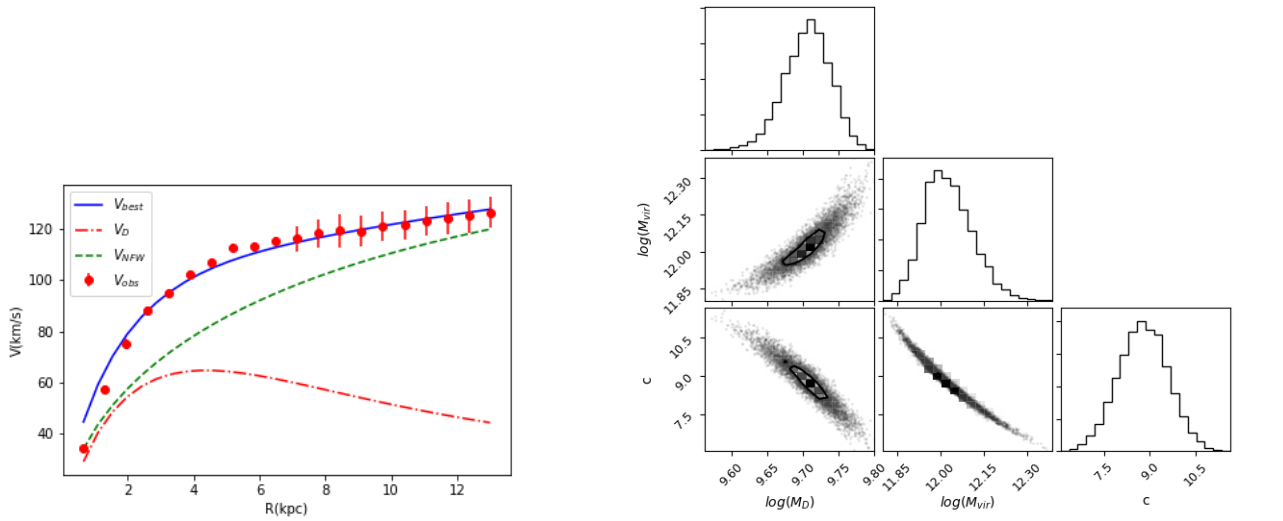 V_best
V_D
V_NFW
V_obs
V(km/s)
120
100
80
60
40
2
4
6
8
10
12
R(kpc)
log(M_vir)
12.30
12.15
12.00
11.85
c
10.5
9.0
7.5
9.60
9.65
9.70
9.75
9.80
log(M_D)
11.85
12.00
12.15
12.30
log(M_vir)
7.5
9.0
10.5
c